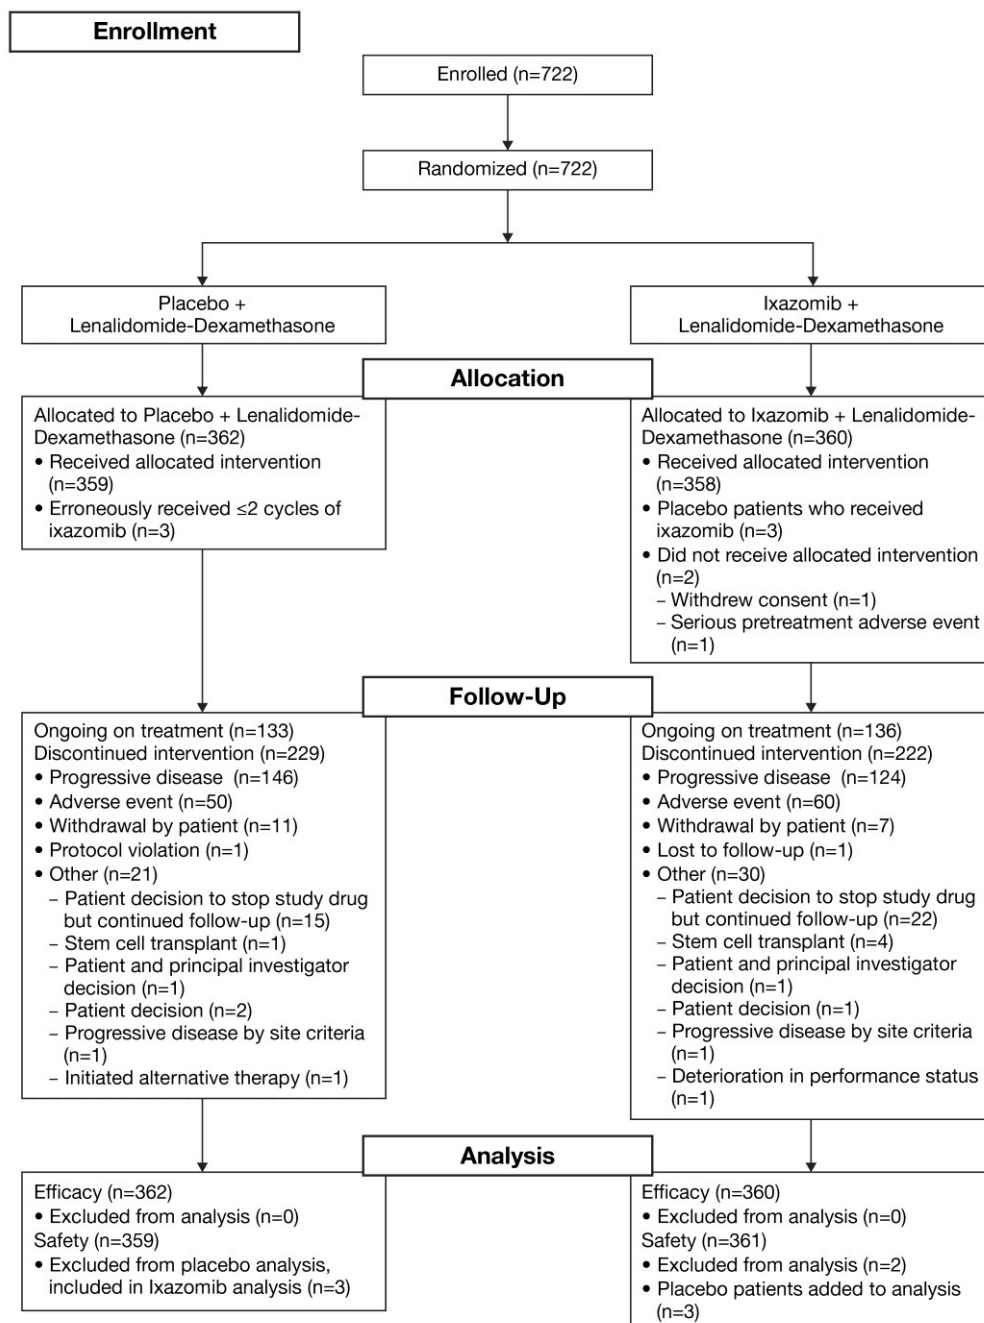 Enrollment
Enrolled (n=722)
Randomized (n=722)
Placebo +
Lenalidomide-Dexamethasone
Ixazomib +
Lenalidomide-Dexamethasone
Allocation
Allocated to Placebo + Lenalidomide-
Dexamethasone (n=362)
• Received allocated intervention
(n=359)
• Erroneously received ≤2 cycles of
ixazomib (n=3)
Allocated to Ixazomib + Lenalidomide-
Dexamethasone (n=360)
• Received allocated intervention
(n=358)
• Placebo patients who received
ixazomib (n=3)
• Did not receive allocated intervention
(n=2)
– Withdrew consent (n=1)
– Serious pretreatment adverse event
(n=1)
Follow-Up
Ongoing on treatment (n=133)
Discontinued intervention (n=229)
• Progressive disease (n=146)
• Adverse event (n=50)
• Withdrawal by patient (n=11)
• Protocol violation (n=1)
• Other (n=21)
– Patient decision to stop study drug
but continued follow-up (n=15)
– Stem cell transplant (n=1)
– Patient and principal investigator
decision (n=1)
– Patient decision (n=2)
– Progressive disease by site criteria
(n=1)
– Initiated alternative therapy (n=1)
Ongoing on treatment (n=136)
Discontinued intervention (n=222)
• Progressive disease (n=124)
• Adverse event (n=60)
• Withdrawal by patient (n=7)
• Lost to follow-up (n=1)
• Other (n=30)
– Patient decision to stop study drug
but continued follow-up (n=22)
– Stem cell transplant (n=4)
– Patient and principal investigator
decision (n=1)
– Patient decision (n=1)
– Progressive disease by site criteria
(n=1)
– Deterioration in performance status
(n=1)
Analysis
Efficacy (n=362)
• Excluded from analysis (n=0)
Safety (n=359)
• Excluded from placebo analysis,
included in Ixazomib analysis (n=3)
Efficacy (n=360)
• Excluded from analysis (n=0)
Safety (n=361)
• Excluded from analysis (n=2)
• Placebo patients added to analysis
(n=3)